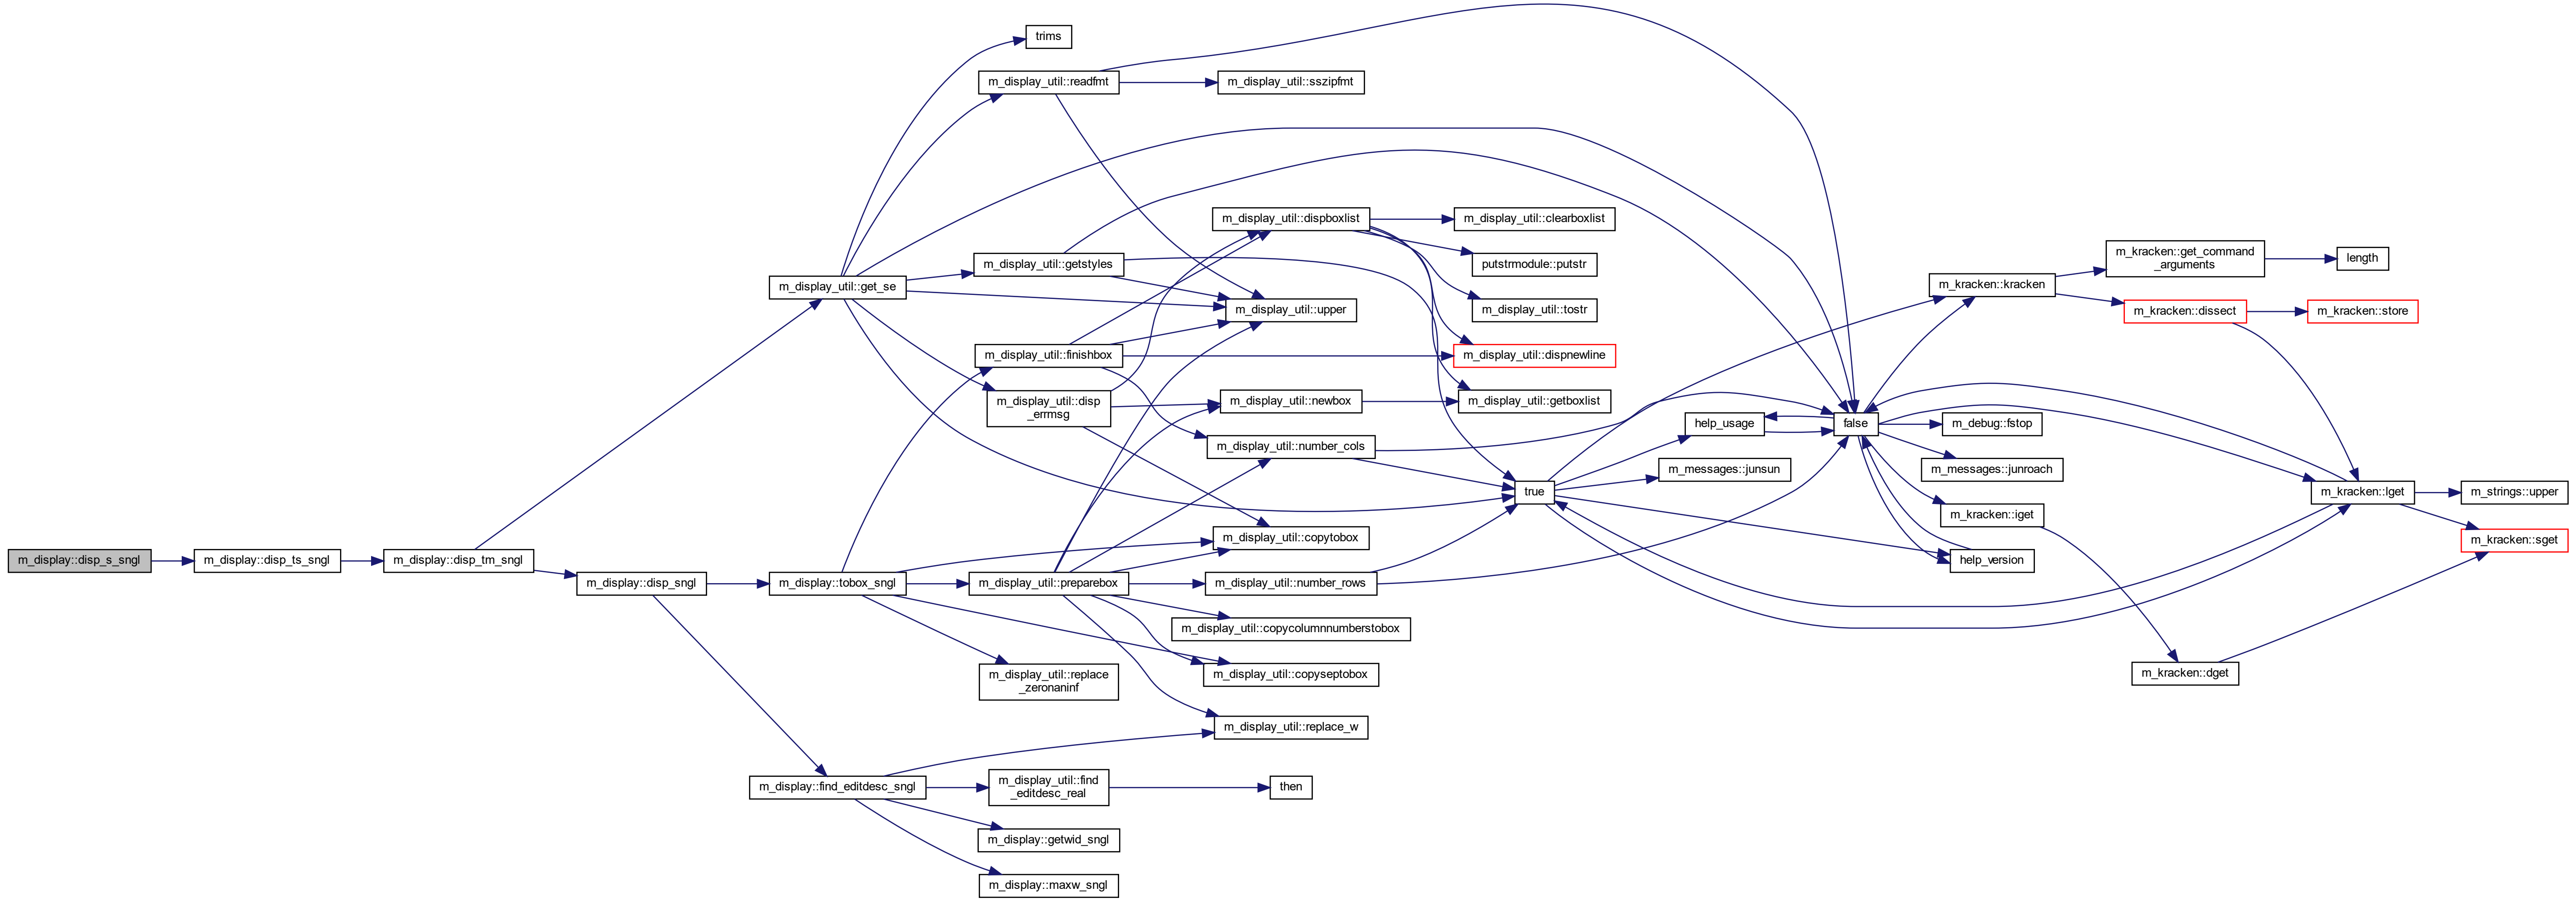 trims
m_display_util::readfmt
m_display_util::sszipfmt
m_display_util::dispboxlist
m_display_util::clearboxlist
m_display_util::getstyles
putstrmodule::putstr
m_kracken::get_command
_arguments
length
m_display_util::get_se
m_kracken::kracken
m_display_util::upper
m_display_util::tostr
m_kracken::dissect
m_kracken::store
m_display_util::finishbox
m_display_util::dispnewline
m_display_util::disp
_errmsg
m_display_util::newbox
m_display_util::getboxlist
help_usage
false
m_debug::fstop
m_display_util::number_cols
m_messages::junsun
m_messages::junroach
true
m_kracken::lget
m_strings::upper
m_kracken::iget
m_display_util::copytobox
m_kracken::sget
m_display::disp_s_sngl
m_display::disp_ts_sngl
m_display::disp_tm_sngl
help_version
m_display::disp_sngl
m_display::tobox_sngl
m_display_util::preparebox
m_display_util::number_rows
m_display_util::copycolumnnumberstobox
m_display_util::replace
_zeronaninf
m_display_util::copyseptobox
m_kracken::dget
m_display_util::replace_w
m_display::find_editdesc_sngl
m_display_util::find
_editdesc_real
then
m_display::getwid_sngl
m_display::maxw_sngl